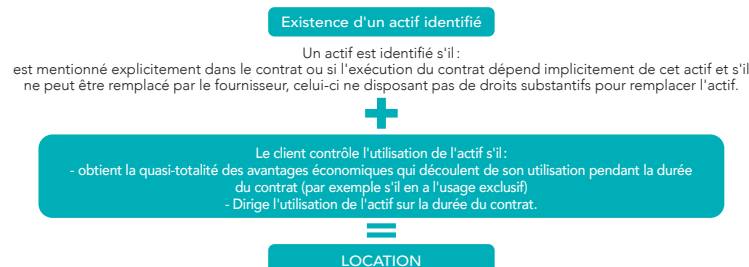 Existence d'un actif identifié
Un actif est identifié s'il :
est mentionné explicitement dans le contrat ou si l'exécution du contrat dépend implicitement de cet actif et s'il
ne peut être remplacé par le fournisseur, celui-ci ne disposant pas de droits substantifs pour remplacer l'actif.
+
Le client contrôle l'utilisation de l'actif s'il :
- obtient la quasi-totalité des avantages économiques qui découlent de son utilisation pendant la durée
du contrat (par exemple s'il en a l'usage exclusif)
- Dirige l'utilisation de l'actif sur la durée du contrat.
=
LOCATION